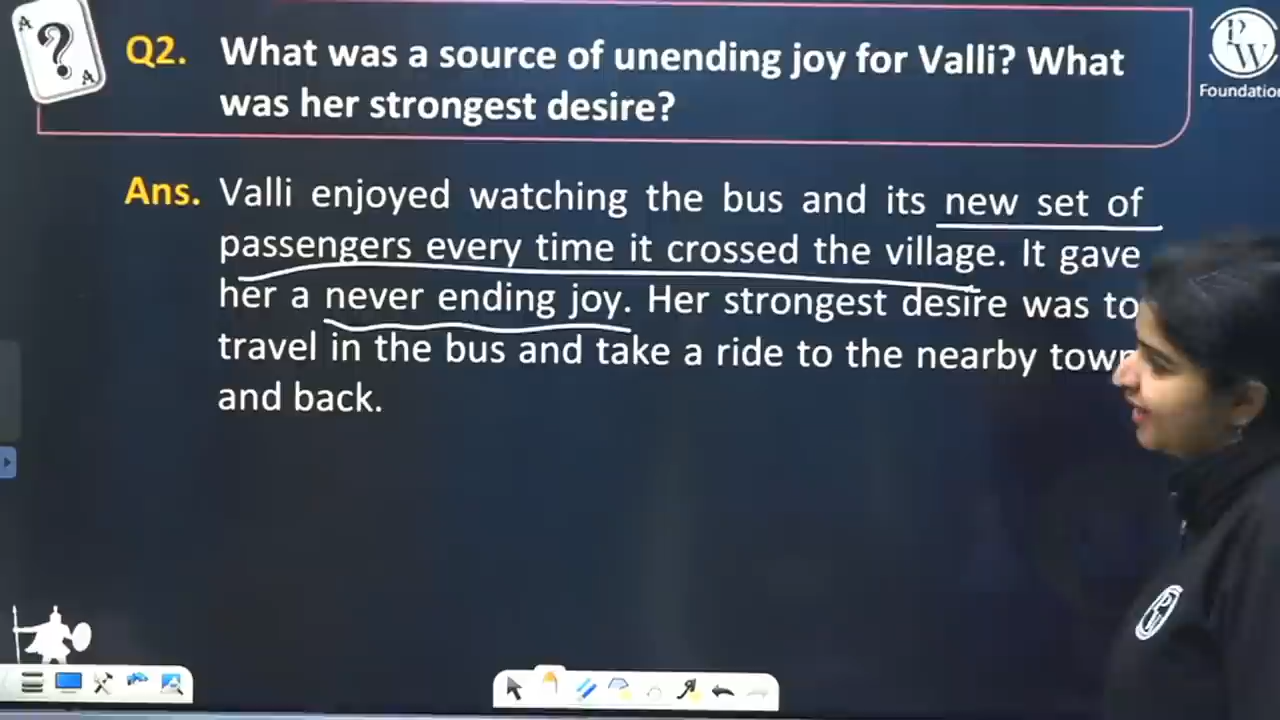 Q2. What was a source of unending joy for Valli? What
was her strongest desire?
Ans. Valli enjoyed watching the bus and its new set of
passengers every time it crossed the village. It gave
her a never ending joy. Her strongest desire was to
travel in the bus and take a ride to the nearby town
and back.
A
?
A
PW
Foundation
PW